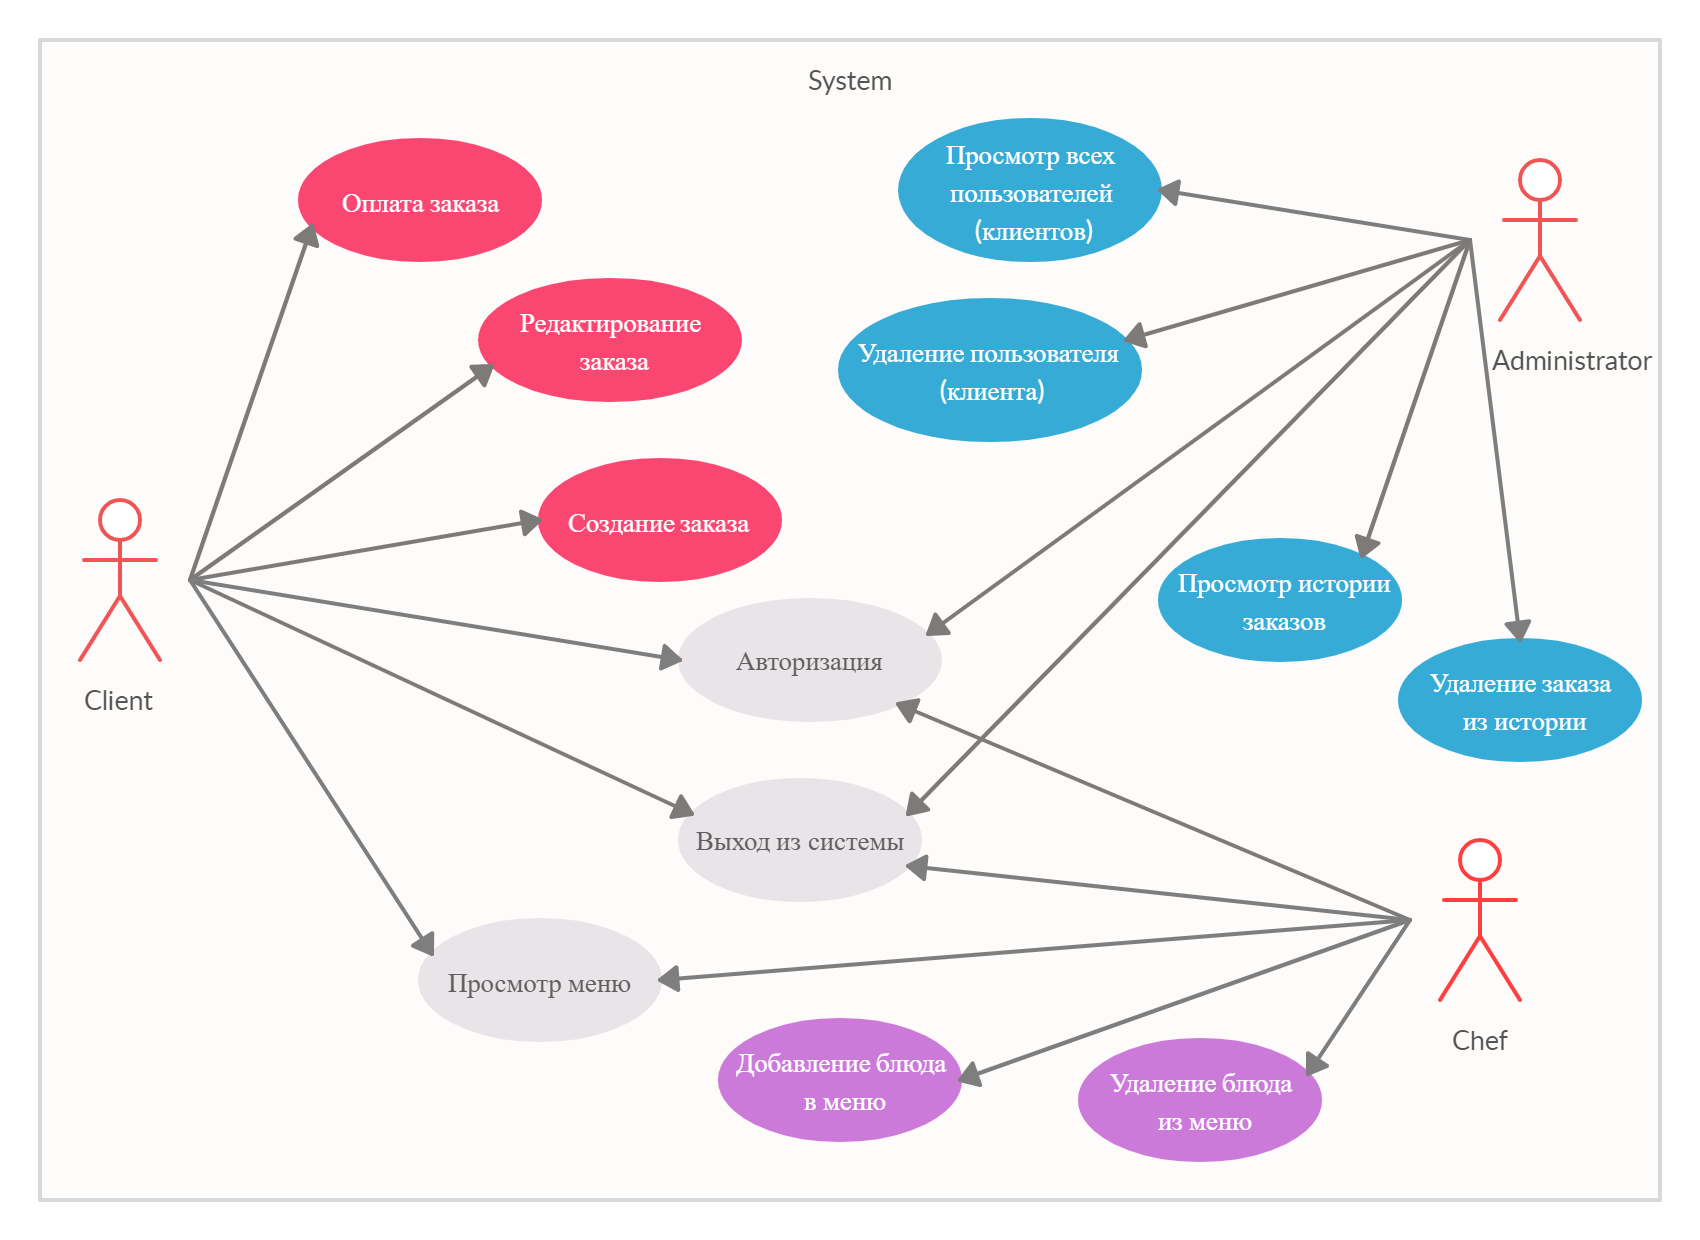 System
Оплата заказа
Просмотр всех
пользователей
(клиентов)
Редактирование
заказа
Удаление пользователя
(клиента)
Administrator
Создание заказа
Просмотр истории
заказов
Авторизация
Client
Удаление заказа
из истории
Выход из системы
Просмотр меню
Chef
Добавление блюда
в меню
Удаление блюда
из меню